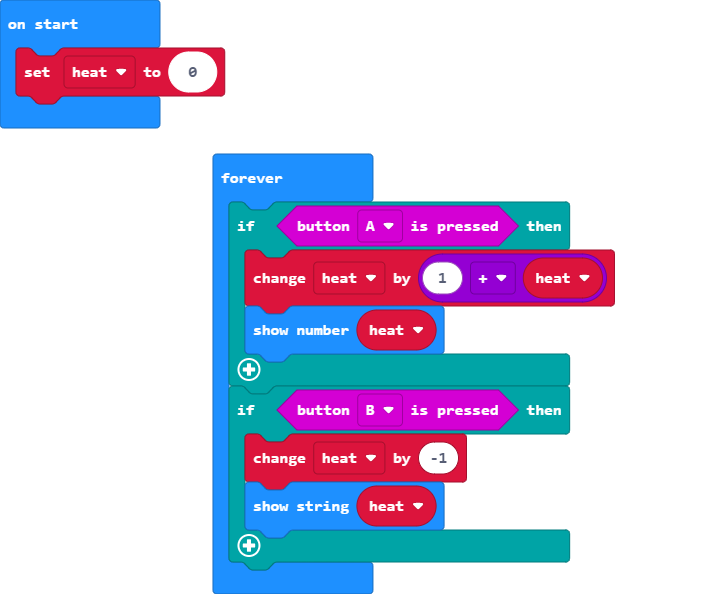 on start
set heat to 0
forever
if button A is pressed then
change heat by 1 + heat
show number heat
if button B is pressed then
change heat by -1
show string heat